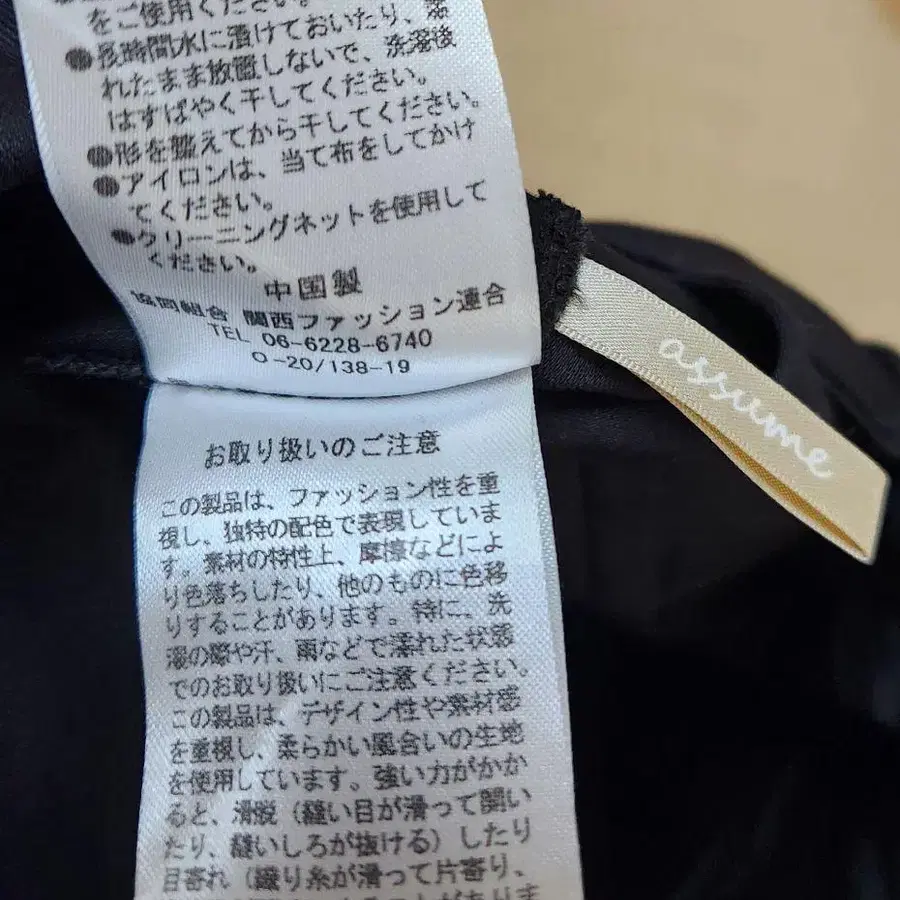 をご使用ください。
●長時間水に漬けておいたり、濡
れたまま放置しないで、洗濯後
はすばやく干してください。
●形を整えてから干してください。
●アイロンは、当て布をしてかけ
てください。
●クリーニングネットを使用して
ください。
中国製
協同組合 関西ファッション連合
TEL 06-6228-6740
O-20/138-19
assume
お取り扱いのご注意
この製品は、ファッション性を重
視し、独特の配色で表現していま
す。素材の特性上、摩擦などによ
り色落ちしたり、他のものに色移
りすることがあります。特に、洗
濯の際や汗、雨などで濡れた状態
でのお取り扱いにご注意ください。
この製品は、デザイン性や素材感
を重視し、柔らかい風合いの生地
を使用しています。強い力がかか
ると、滑脱（縫い目が滑って開い
たり、縫いしろが抜ける）したり
目寄れ（織り糸が滑って片寄り、